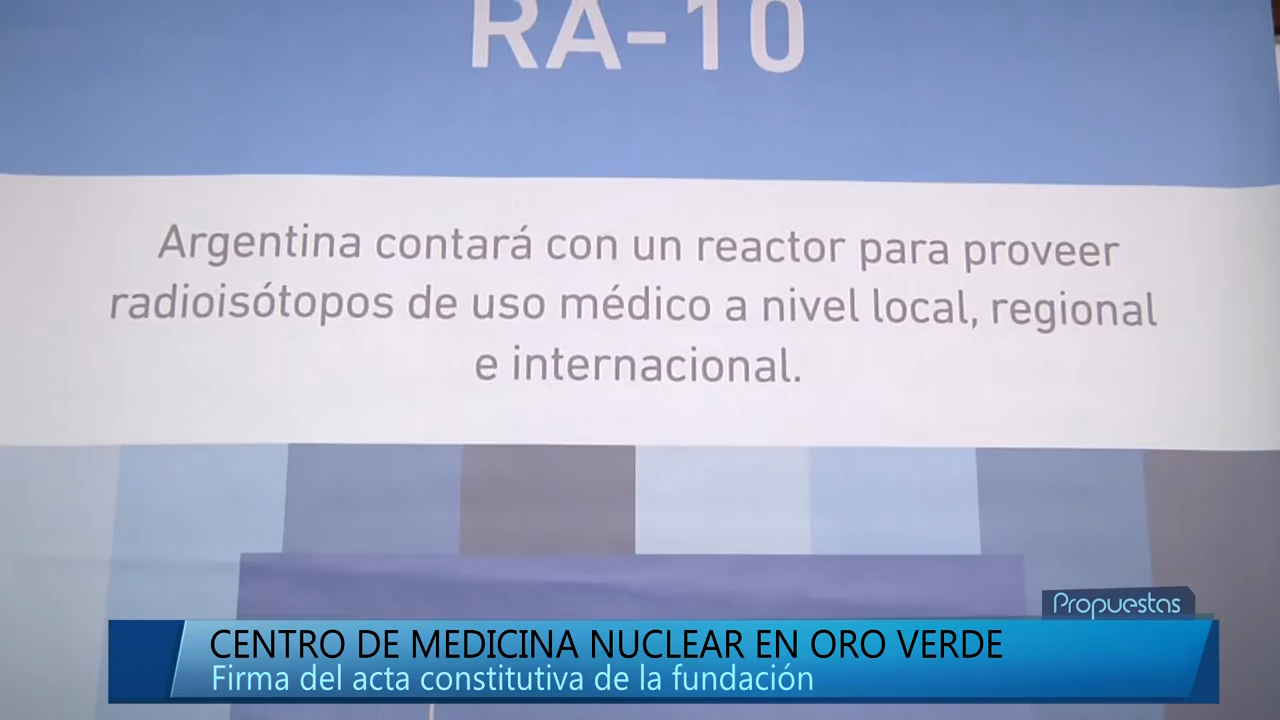 RA-10
Argentina contará con un reactor para proveer
radioisótopos de uso médico a nivel local, regional
e internacional.
Propuestas
CENTRO DE MEDICINA NUCLEAR EN ORO VERDE
Firma del acta constitutiva de la fundación